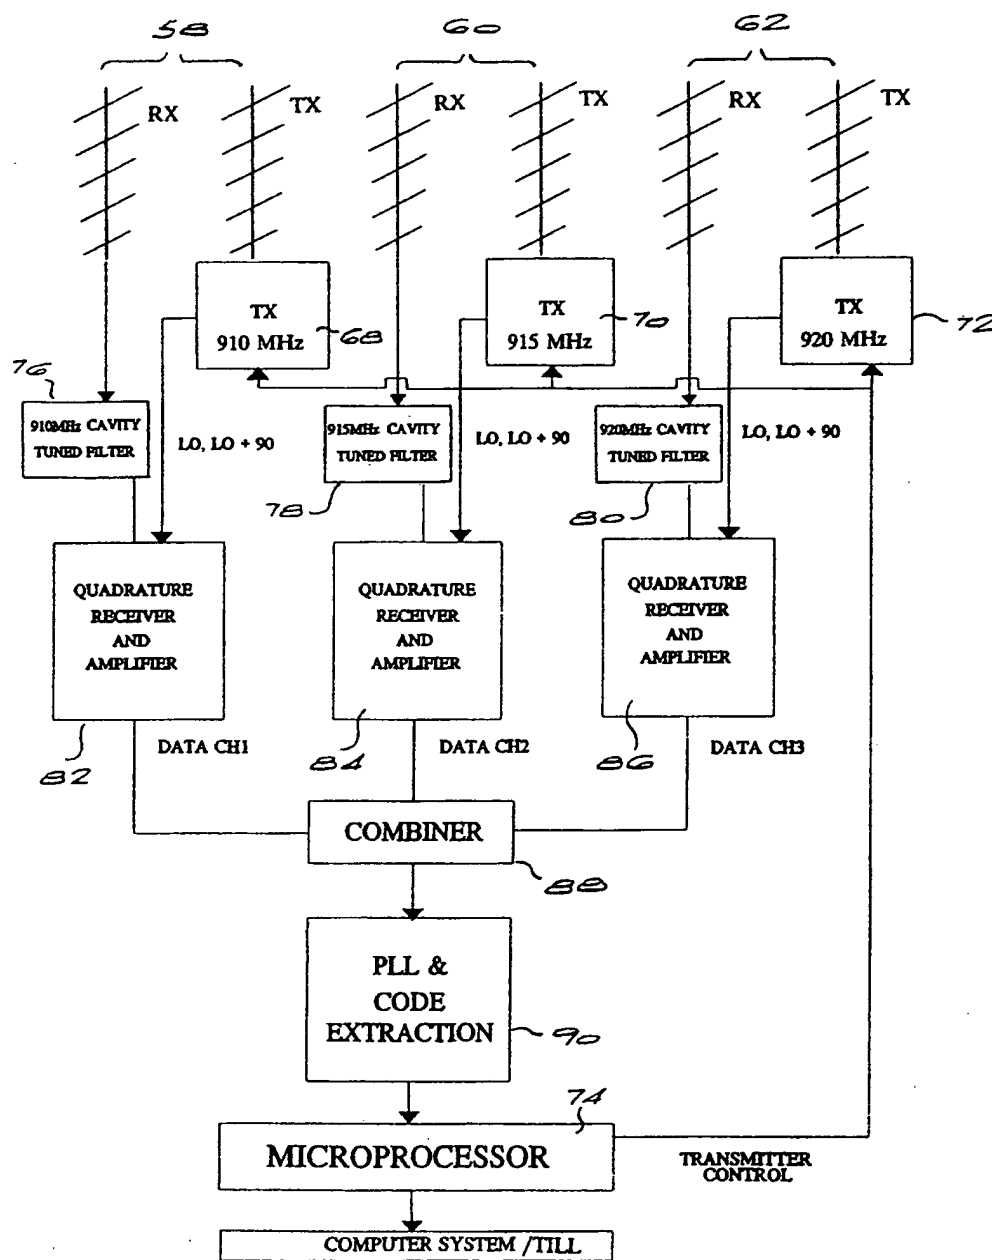 58
60
62
RX
TX
RX
TX
RX
TX
TX
910 MHz
68
TX
915 MHz
70
TX
920 MHz
72
76
910MHz CAVITY
TUNED FILTER
LO, LO + 90
915MHz CAVITY
TUNED FILTER
78
LO, LO + 90
920MHz CAVITY
TUNED FILTER
80
LO, LO + 90
QUADRATURE
RECEIVER
AND
AMPLIFIER
82
QUADRATURE
RECEIVER
AND
AMPLIFIER
84
QUADRATURE
RECEIVER
AND
AMPLIFIER
86
DATA CH1
DATA CH2
DATA CH3
COMBINER
88
PLL &
CODE
EXTRACTION
90
74
MICROPROCESSOR
TRANSMITTER
CONTROL
COMPUTER SYSTEM / TILL